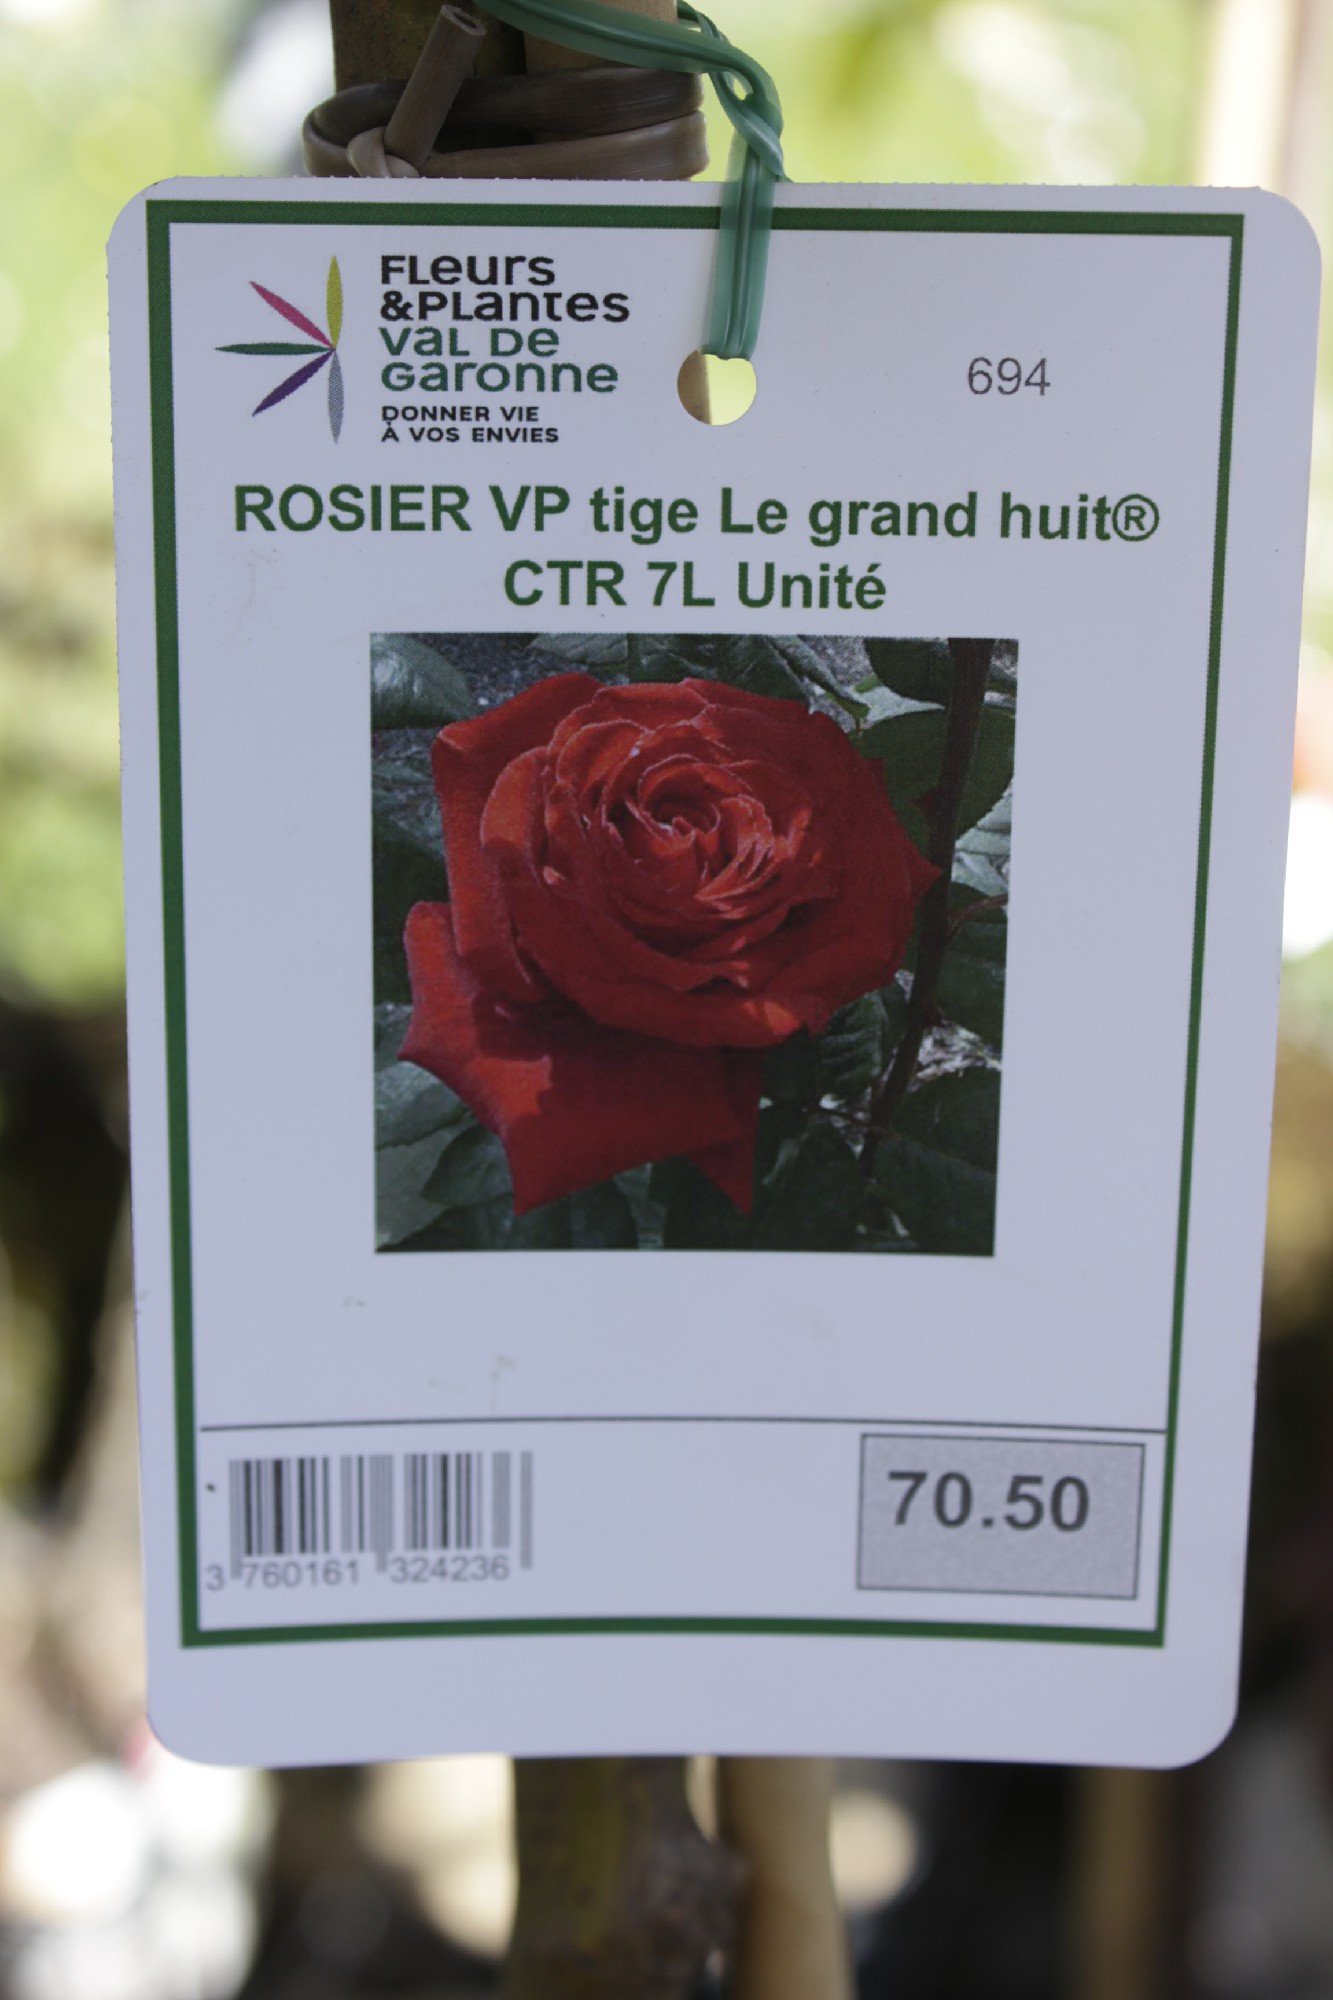 FLeurs
&PLantes
VaL De
Garonne
DONNER VIE
À VOS ENVIES
694
ROSIER VP tige Le grand huit®
CTR 7L Unité
70.50
3 760161 324236